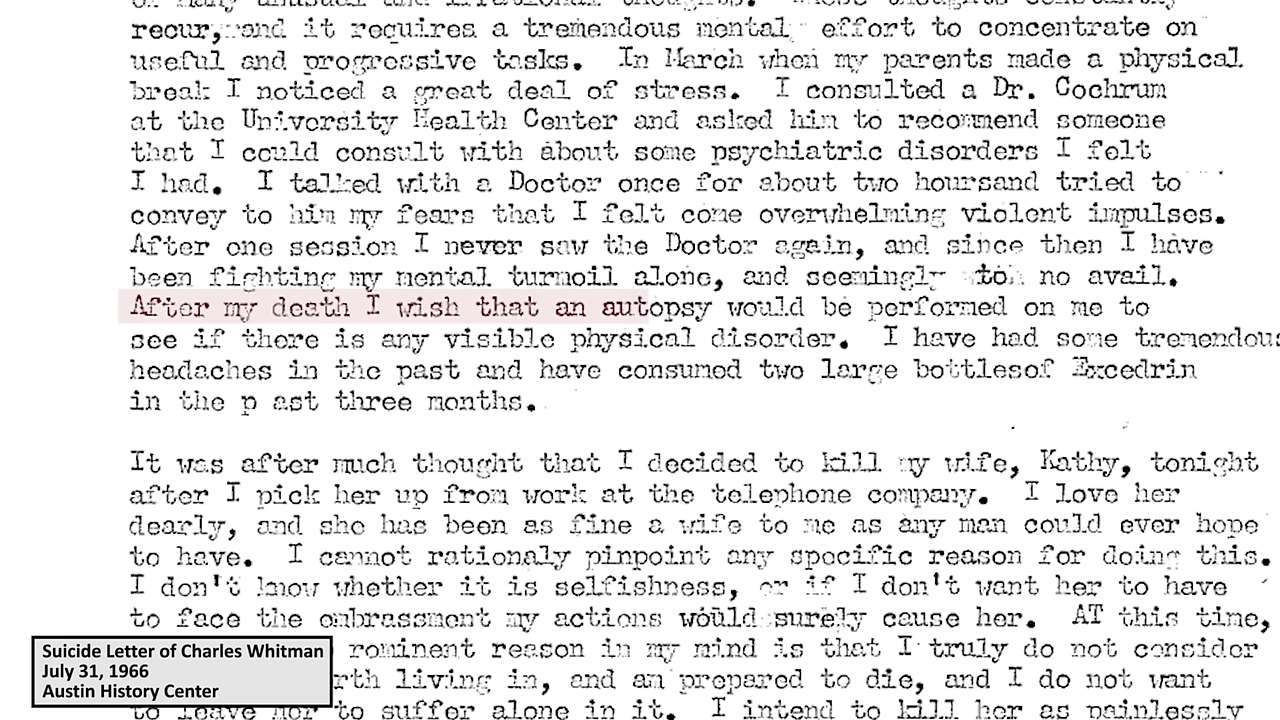 of many unusual and irrational thoughts. These thoughts constantly
recur, and it requires a tremendous mental effort to concentrate on
useful and progressive tasks. In March when my parents made a physical
break I noticed a great deal of stress. I consulted a Dr. Cochrum
at the University Health Center and asked him to recommend someone
that I could consult with about some psychiatric disorders I felt
I had. I talked with a Doctor once for about two hoursand tried to
convey to him my fears that I felt come overwhelming violent impulses.
After one session I never saw the Doctor again, and since then I have
been fighting my mental turmoil alone, and seemingly to no avail.
After my death I wish that an autopsy would be performed on me to
see if there is any visible physical disorder. I have had some tremendous
headaches in the past and have consumed two large bottlesof Excedrin
in the p ast three months.
It was after much thought that I decided to kill my wife, Kathy, tonight
after I pick her up from work at the telephone company. I love her
dearly, and she has been as fine a wife to me as any man could ever hope
to have. I cannot rationaly pinpoint any specific reason for doing this.
I don't know whether it is selfishness, or if I don't want her to have
to face the embrassment my actions would surely cause her. AT this time,
rominent reason in my mind is that I truly do not consider
rth living in, and am prepared to die, and I do not want
to leave her to suffer alone in it. I intend to kill her as painlessly
Suicide Letter of Charles Whitman
July 31, 1966
Austin History Center